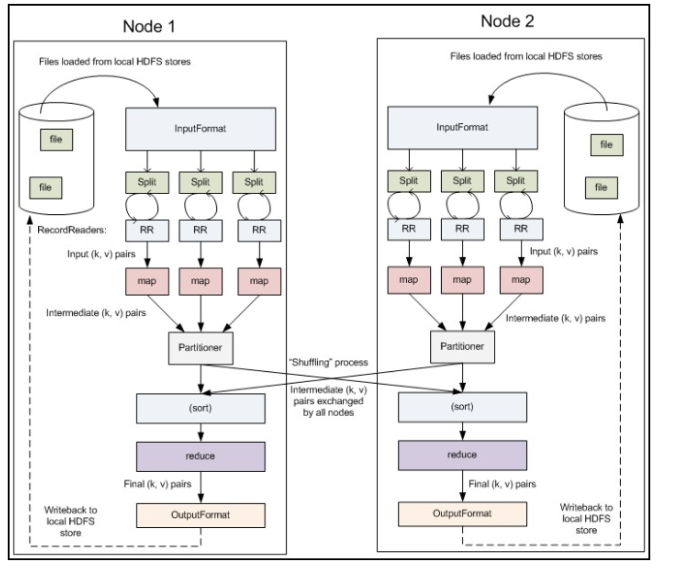 Node 1
Files loaded from local HDFS stores
file
file
InputFormat
Split
Split
Split
RecordReaders:
RR
RR
RR
Input (k, v) pairs
map
map
map
Intermediate (k, v) pairs
Partitioner
(sort)
reduce
Final (k, v) pairs
OutputFormat
Writeback to
local HDFS
store
"Shuffling" process
Intermediate (k, v)
pairs exchanged
by all nodes
Node 2
Files loaded from local HDFS stores
InputFormat
file
file
Split
Split
Split
RR
RR
RR
Input (k, v) pairs
map
map
map
Intermediate (k, v) pairs
Partitioner
(sort)
reduce
Final (k, v) pairs
OutputFormat
Writeback to
local HDFS
store